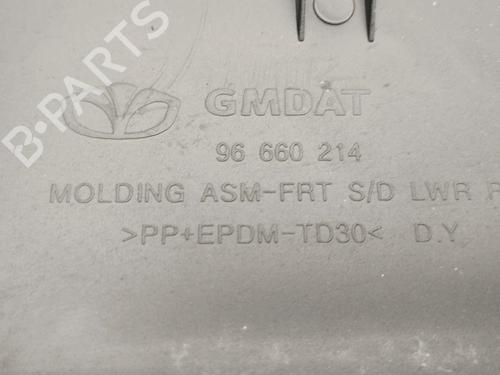 B-PARTS
GMDAT
96 660 214
MOLDING ASM-FRT S/D LWR
>PP+EPDM-TD30< D.Y